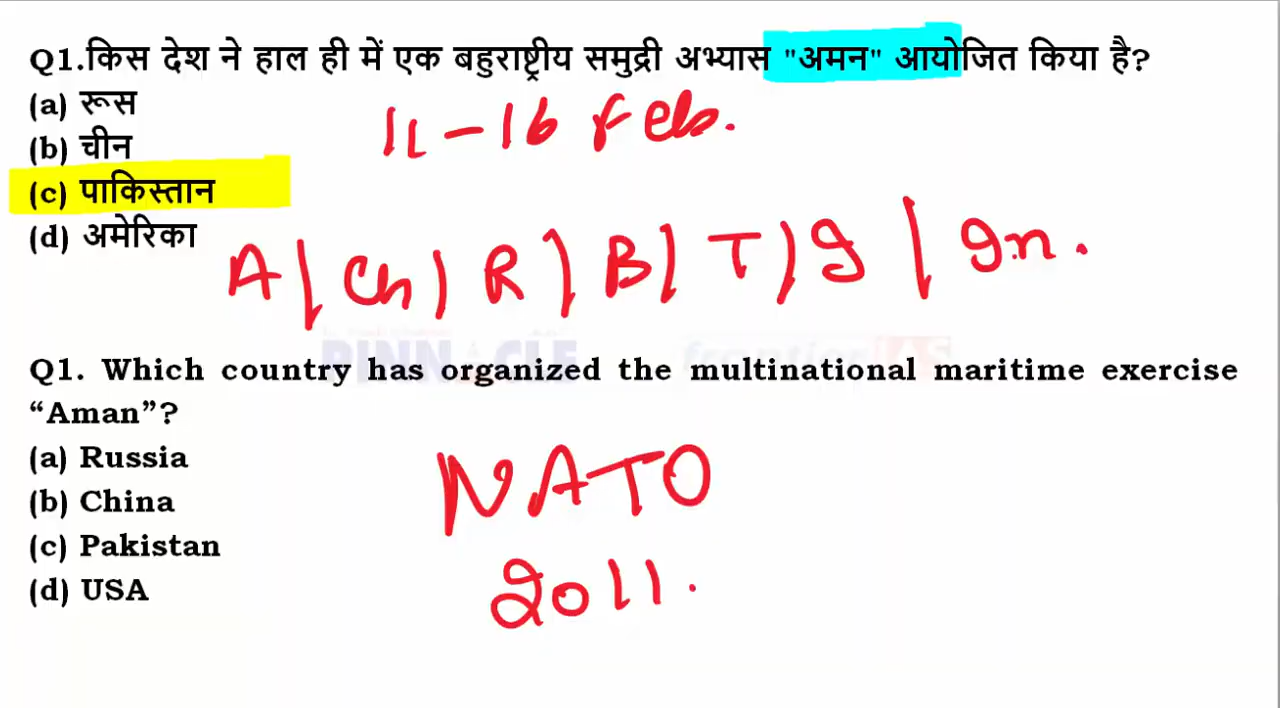 Q1.किस देश ने हाल ही में एक बहुराष्ट्रीय समुद्री अभ्यास "अमन" आयोजित किया है?
(a) रूस
11-16 Feb.
(b) चीन
(c) पाकिस्तान
(d) अमेरिका
A | Ch | R | B | T | J | In.
PINNACLE
Q1. Which country has organized the multinational maritime exercise
“Aman”?
(a) Russia
NATO
(b) China
(c) Pakistan
2011.
(d) USA